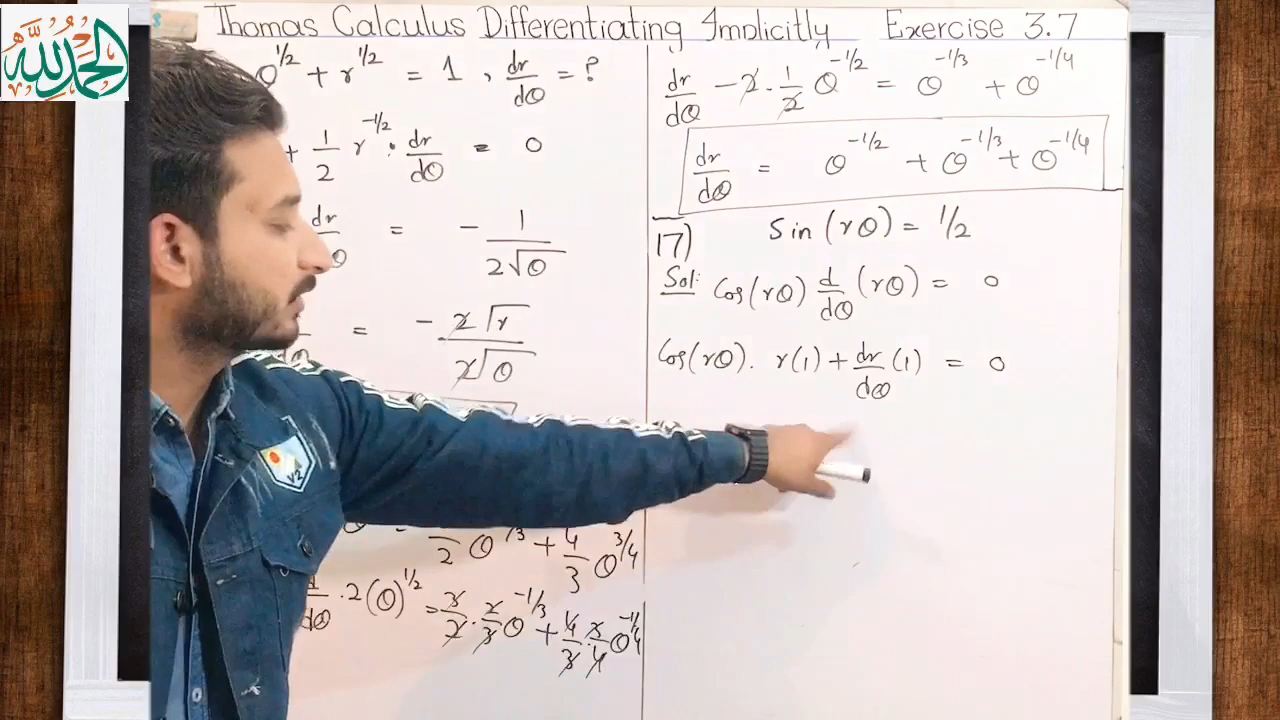 الحمد لله
Thomas Calculus Differentiating Implicitly Exercise 3.7
θ^1/2 + r^1/2 = 1 , dr/dθ = ?
+ 1/2 r^-1/2 . dr/dθ = 0
dr/θ = - 1/2√θ
= - 2√r/2√θ
2 θ^1/3 + 4/3 θ^3/4
dθ . 2(θ)^1/2 = 3/2 . 2/3 θ^-1/3 + 4/3 . 3/4 θ^-1/4
dr/dθ - 2 . 1/2 θ^-1/2 = θ^-1/3 + θ^-1/4
dr/dθ = θ^-1/2 + θ^-1/3 + θ^-1/4
17) Sin (rθ) = 1/2
Sol: Cos(rθ) d/dθ (rθ) = 0
Cos(rθ). r(1) + dr/dθ (1) = 0
V2